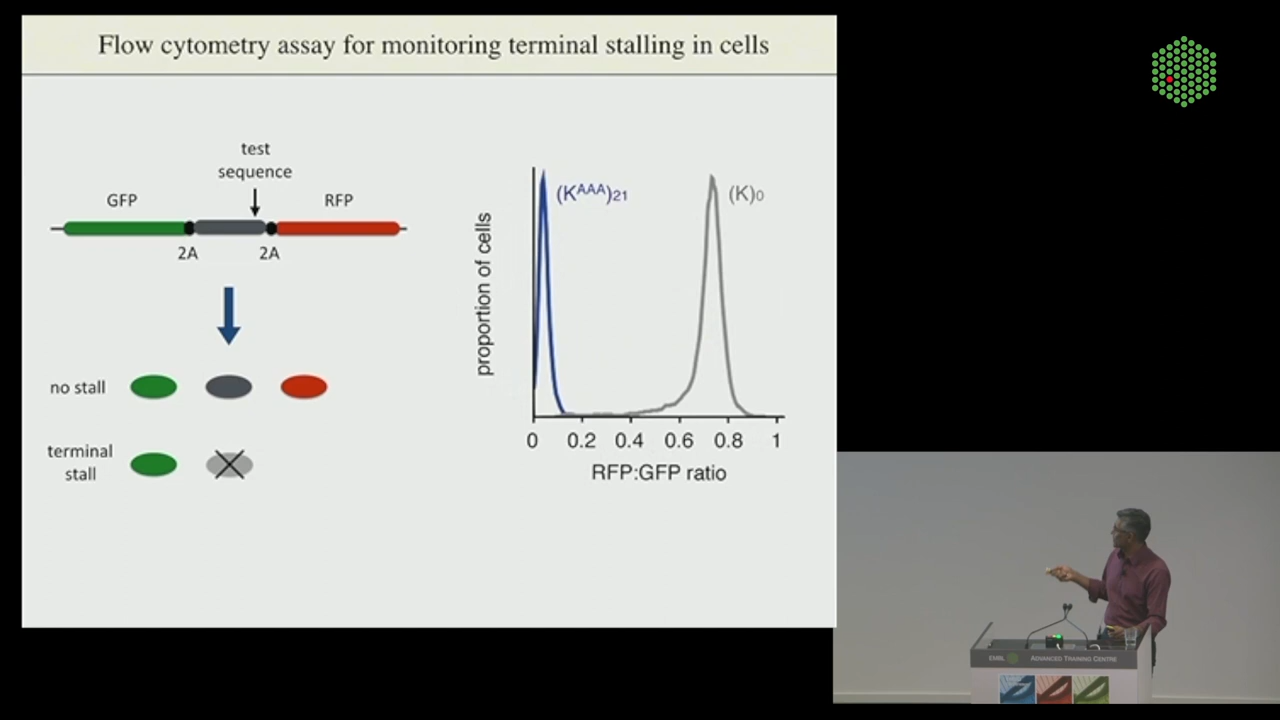 Flow cytometry assay for monitoring terminal stalling in cells
test
sequence
GFP
RFP
2A
2A
no stall
terminal
stall
proportion of cells
(KAAA)21
(K)0
0 0.2 0.4 0.6 0.8 1
RFP:GFP ratio
EMBL ADVANCED TRAINING CENTRE